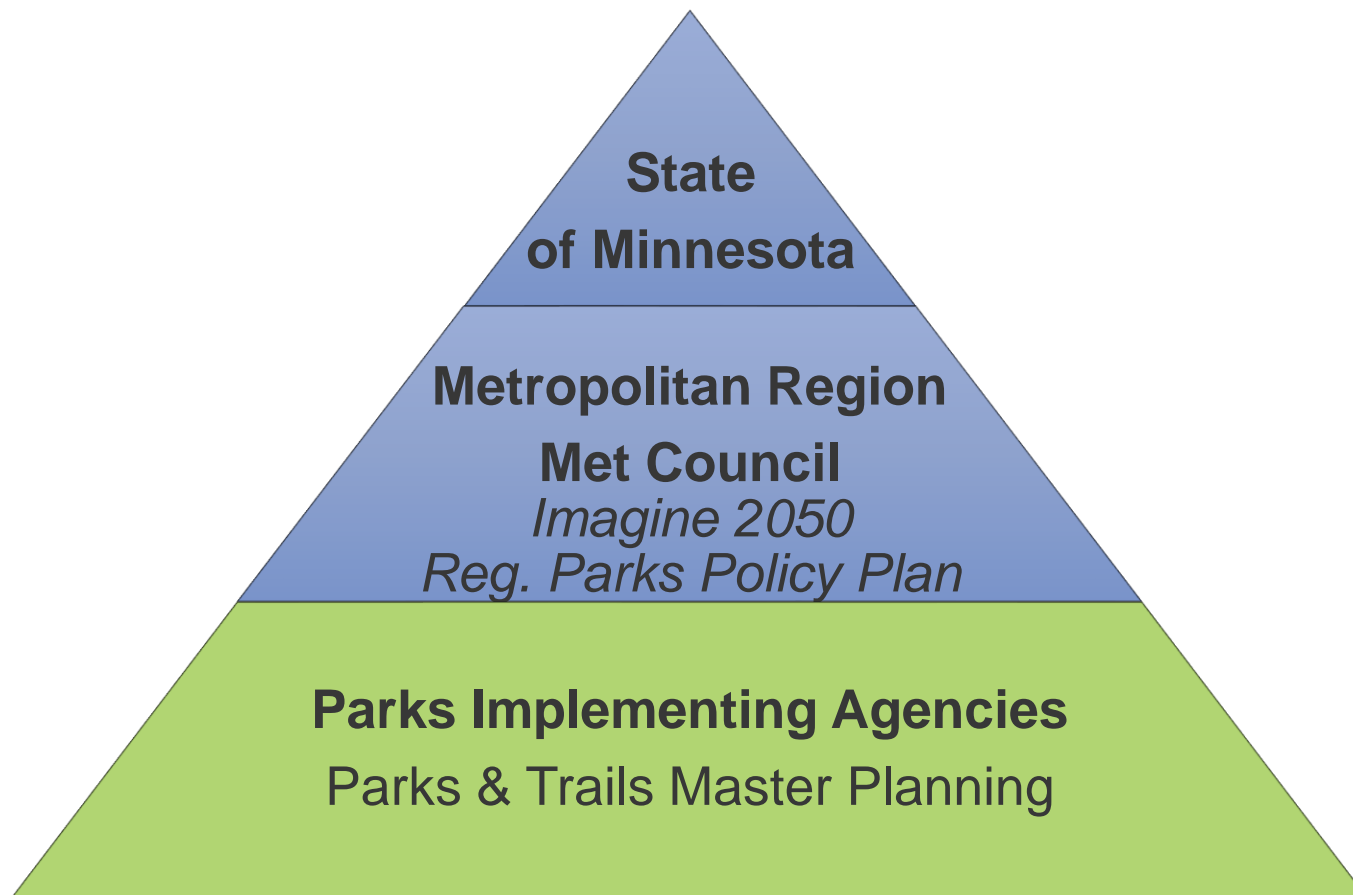 State
of Minnesota
Metropolitan Region
Met Council
Imagine 2050
Reg. Parks Policy Plan
Parks Implementing Agencies
Parks & Trails Master Planning